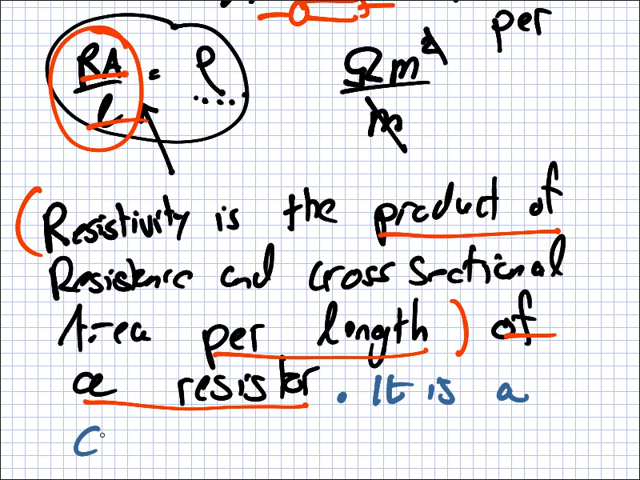 per
RA/l = ρ ....
Ωm²/m
(Resistivity is the product of
Resistance and cross sectional
Area per length) of
a resistor. It is a
C